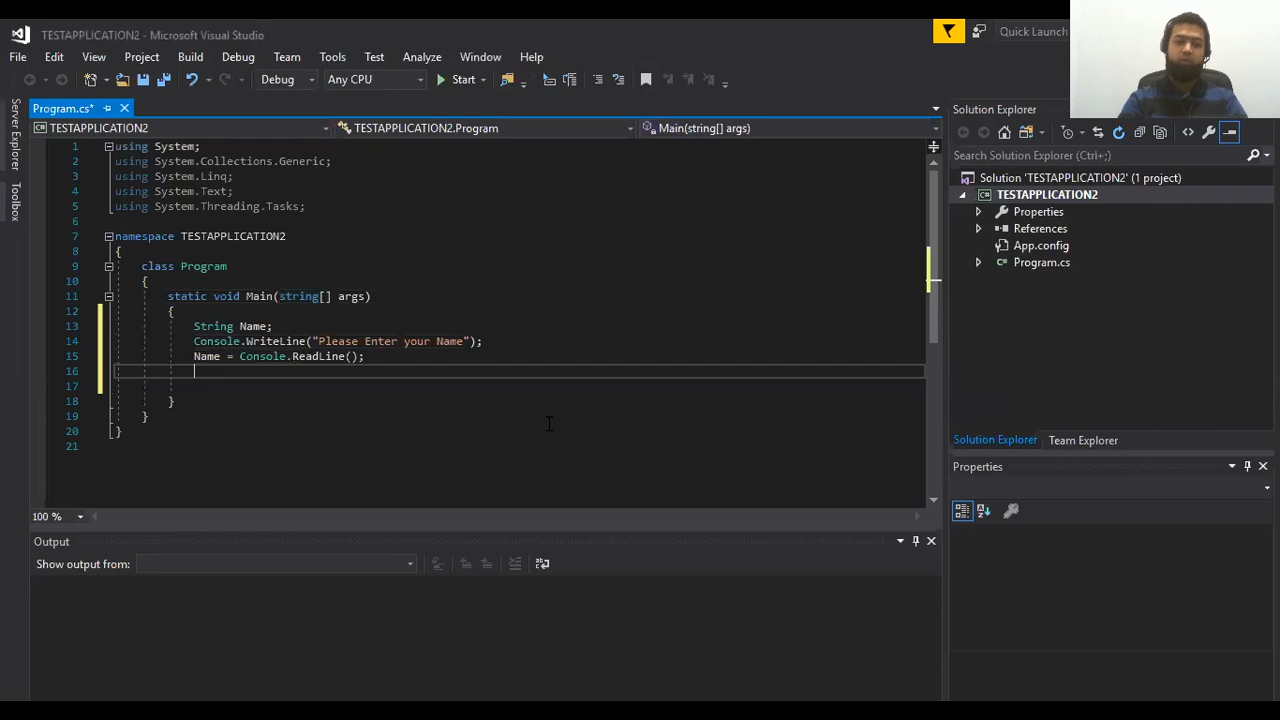 TESTAPPLICATION2 - Microsoft Visual Studio
Quick Launch
File Edit View Project Build Debug Team Tools Test Analyze Window Help
Debug Any CPU Start
Server Explorer
Toolbox
Program.cs*
TESTAPPLICATION2 TESTAPPLICATION2.Program Main(string[] args)
1 using System;
2 using System.Collections.Generic;
3 using System.Linq;
4 using System.Text;
5 using System.Threading.Tasks;
6
7 namespace TESTAPPLICATION2
8 {
9 class Program
10 {
11 static void Main(string[] args)
12 {
13 String Name;
14 Console.WriteLine("Please Enter your Name");
15 Name = Console.ReadLine();
16
17
18 }
19 }
20 }
21
100 %
Output
Show output from:
Solution Explorer
Search Solution Explorer (Ctrl+;)
Solution 'TESTAPPLICATION2' (1 project)
TESTAPPLICATION2
Properties
References
App.config
Program.cs
Solution Explorer Team Explorer
Properties